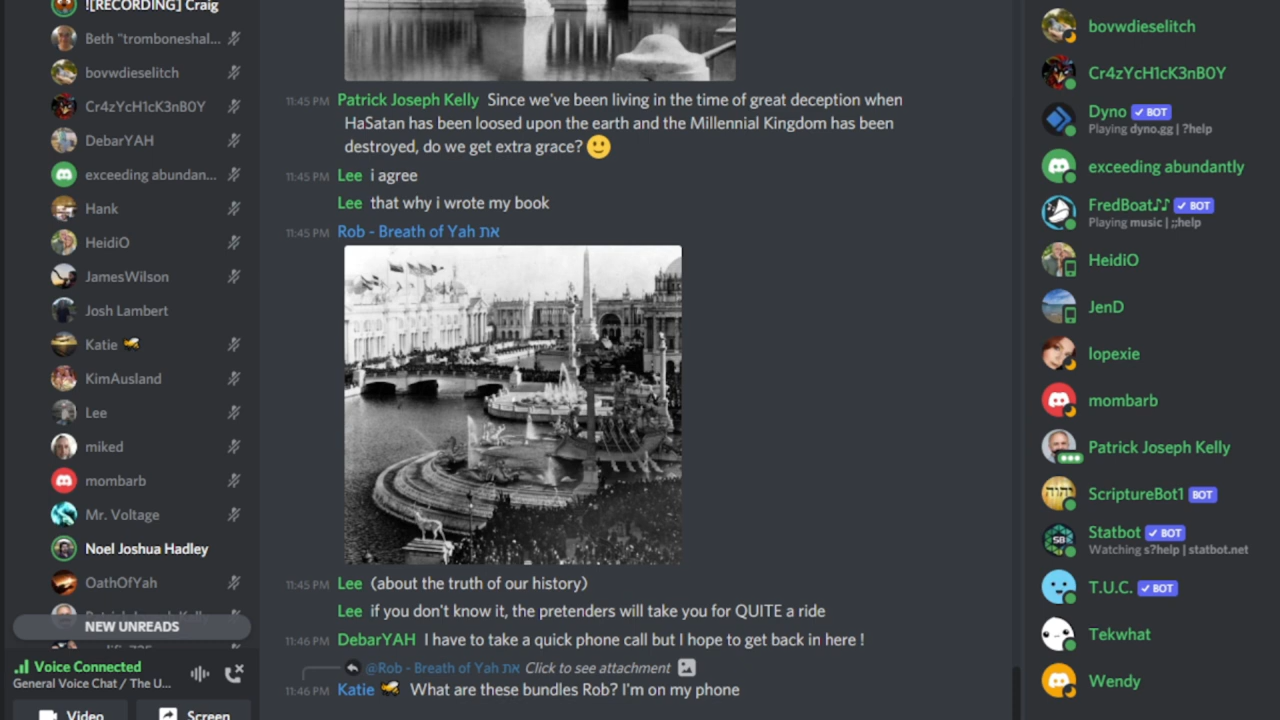 ![RECORDING] Craig
Beth "tromboneshal...
bovwdieselitch
Cr4zYcH1cK3nB0Y
DebarYAH
exceeding abundan...
Hank
HeidiO
JamesWilson
Josh Lambert
Katie
KimAusland
Lee
miked
mombarb
Mr. Voltage
Noel Joshua Hadley
OathOfYah
NEW UNREADS
Voice Connected
General Voice Chat / The U...
Video
Screen
11:45 PM Patrick Joseph Kelly Since we've been living in the time of great deception when
HaSatan has been loosed upon the earth and the Millennial Kingdom has been
destroyed, do we get extra grace? 🙂
11:45 PM Lee i agree
Lee that why i wrote my book
11:45 PM Rob - Breath of Yah את
11:45 PM Lee (about the truth of our history)
Lee if you don't know it, the pretenders will take you for QUITE a ride
11:46 PM DebarYAH I have to take a quick phone call but I hope to get back in here !
@Rob - Breath of Yah את Click to see attachment
11:46 PM Katie What are these bundles Rob? I'm on my phone
bovwdieselitch
Cr4zYcH1cK3nB0Y
Dyno ✓ BOT
Playing dyno.gg | ?help
exceeding abundantly
FredBoat♪♪ ✓ BOT
Playing music | ;;help
HeidiO
JenD
lopexie
mombarb
Patrick Joseph Kelly
ScriptureBot1 BOT
Statbot ✓ BOT
Watching s?help | statbot.net
T.U.C. ✓ BOT
Tekwhat
Wendy